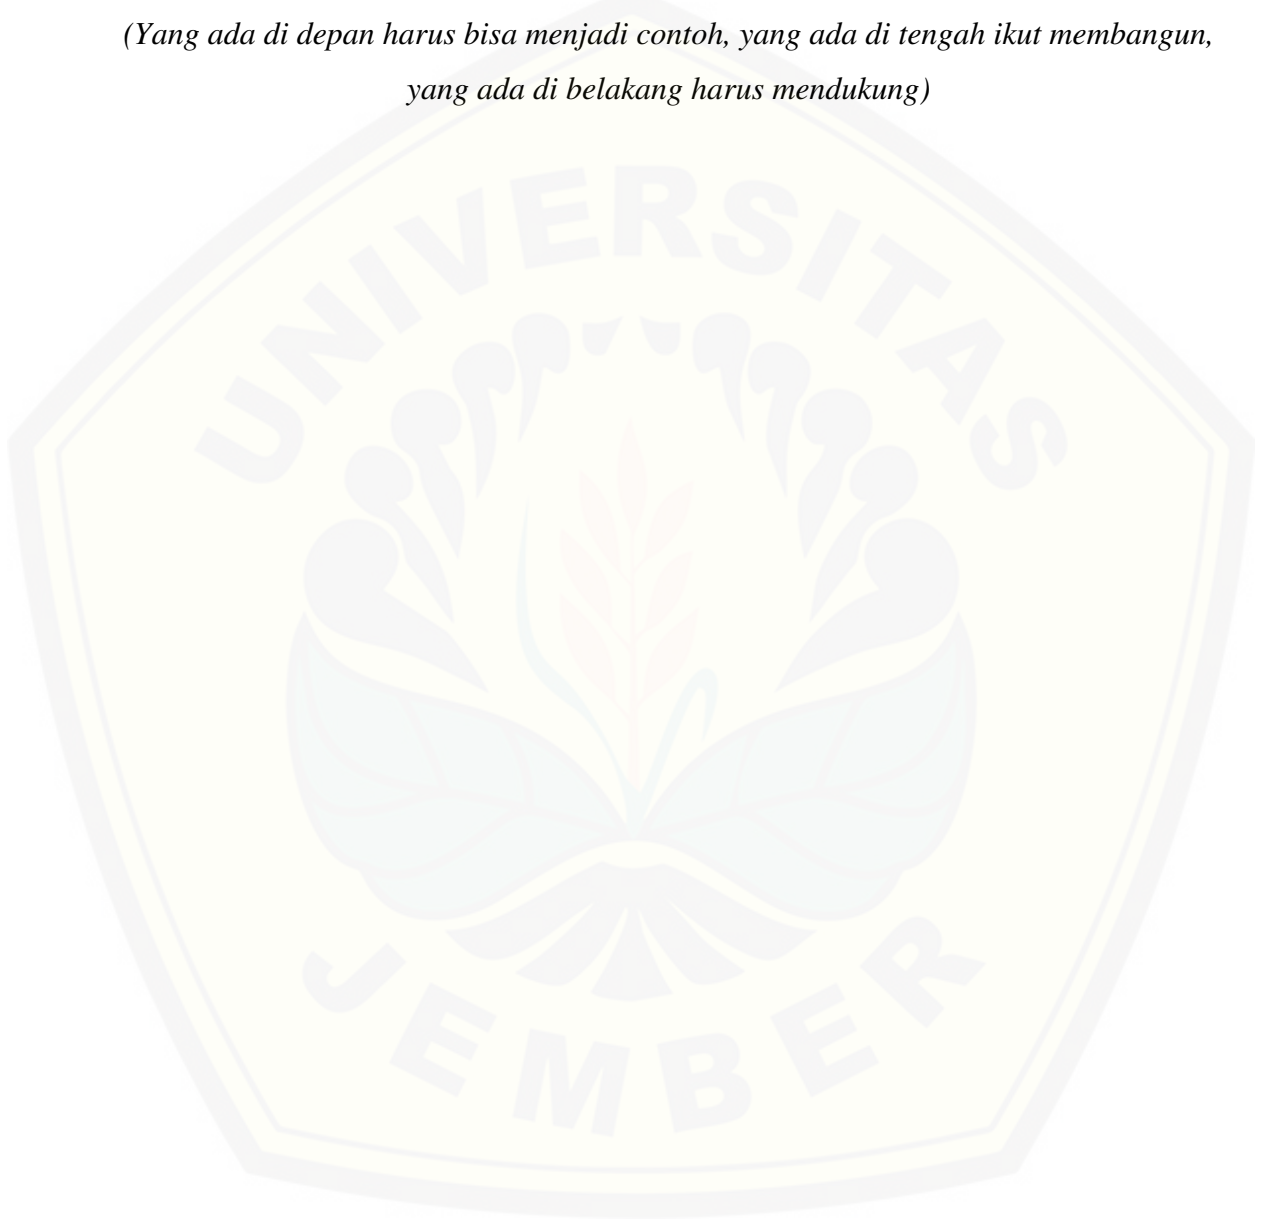 (Yang ada di depan harus bisa menjadi contoh, yang ada di tengah ikut membangun,
yang ada di belakang harus mendukung)
UNIVERSITAS
JEMBER